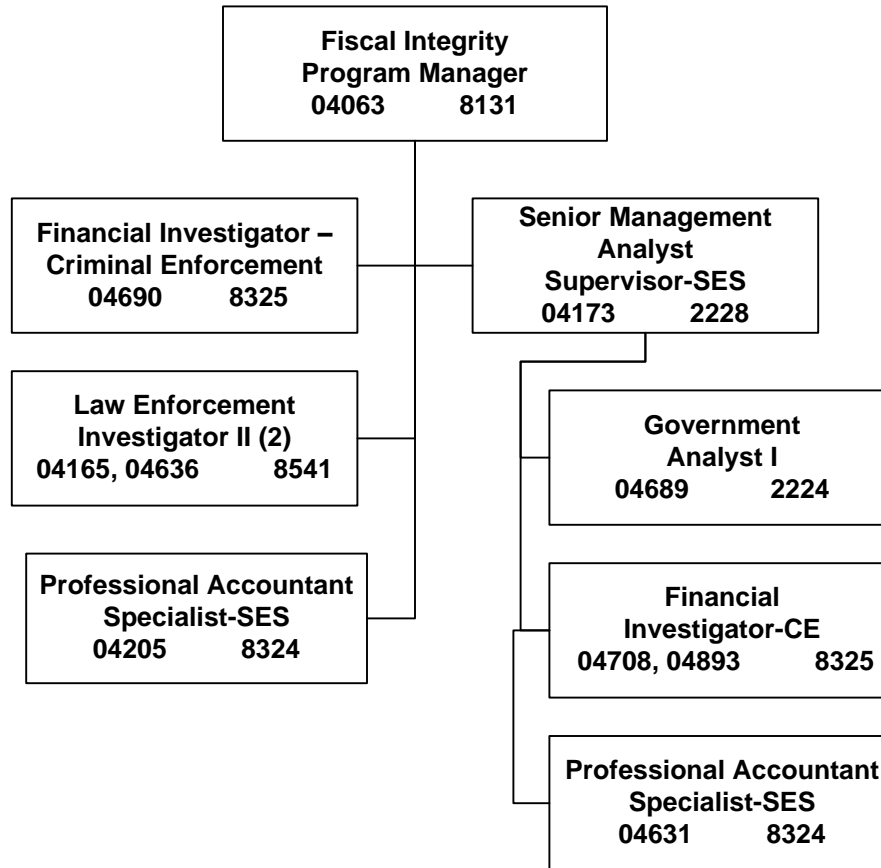 Fiscal Integrity
Program Manager
04063 8131
Financial Investigator –
Criminal Enforcement
04690 8325
Senior Management
Analyst
Supervisor-SES
04173 2228
Law Enforcement
Investigator II (2)
04165, 04636 8541
Government
Analyst I
04689 2224
Professional Accountant
Specialist-SES
04205 8324
Financial
Investigator-CE
04708, 04893 8325
Professional Accountant
Specialist-SES
04631 8324